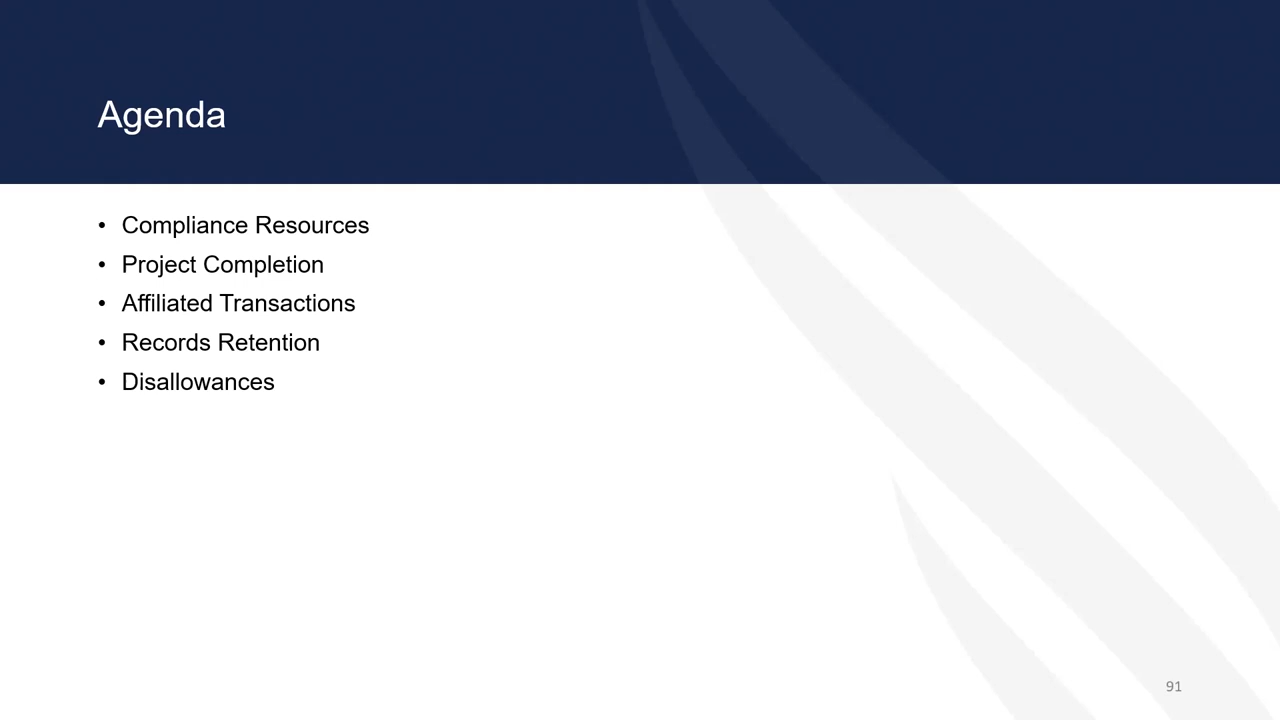 Agenda
• Compliance Resources
• Project Completion
• Affiliated Transactions
• Records Retention
• Disallowances
91